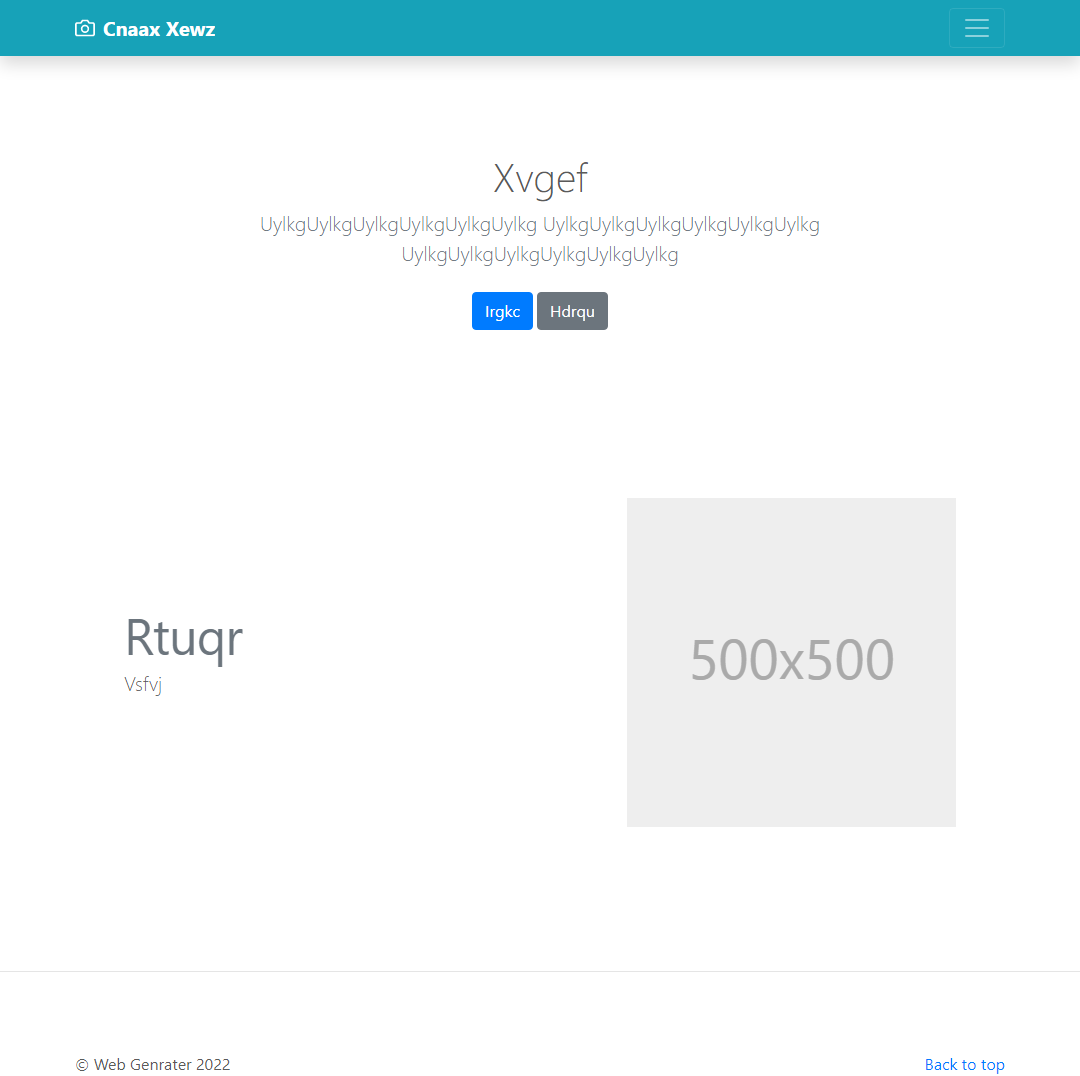 Cnaax Xewz
Xvgef
UylkgUylkgUylkgUylkgUylkgUylkg UylkgUylkgUylkgUylkgUylkgUylkg
UylkgUylkgUylkgUylkgUylkgUylkg
Irgkc Hdrqu
Rtuqr
Vsfvj
500x500
© Web Genrater 2022 Back to top